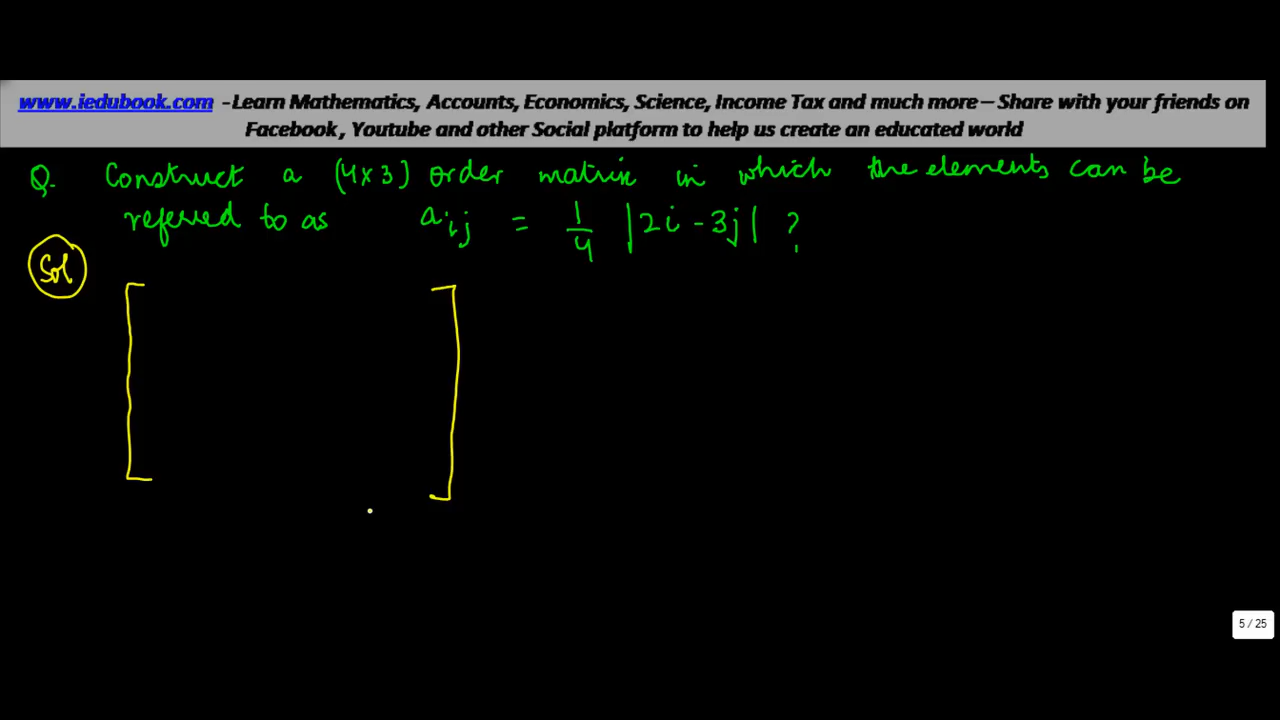 www.iedubook.com - Learn Mathematics, Accounts, Economics, Science, Income Tax and much more – Share with your friends on
Facebook , Youtube and other Social platform to help us create an educated world
Q. Construct a (4×3) order matrix in which the elements can be
referred to as aij = 1/4 |2i - 3j| ?
Sol
5 / 25